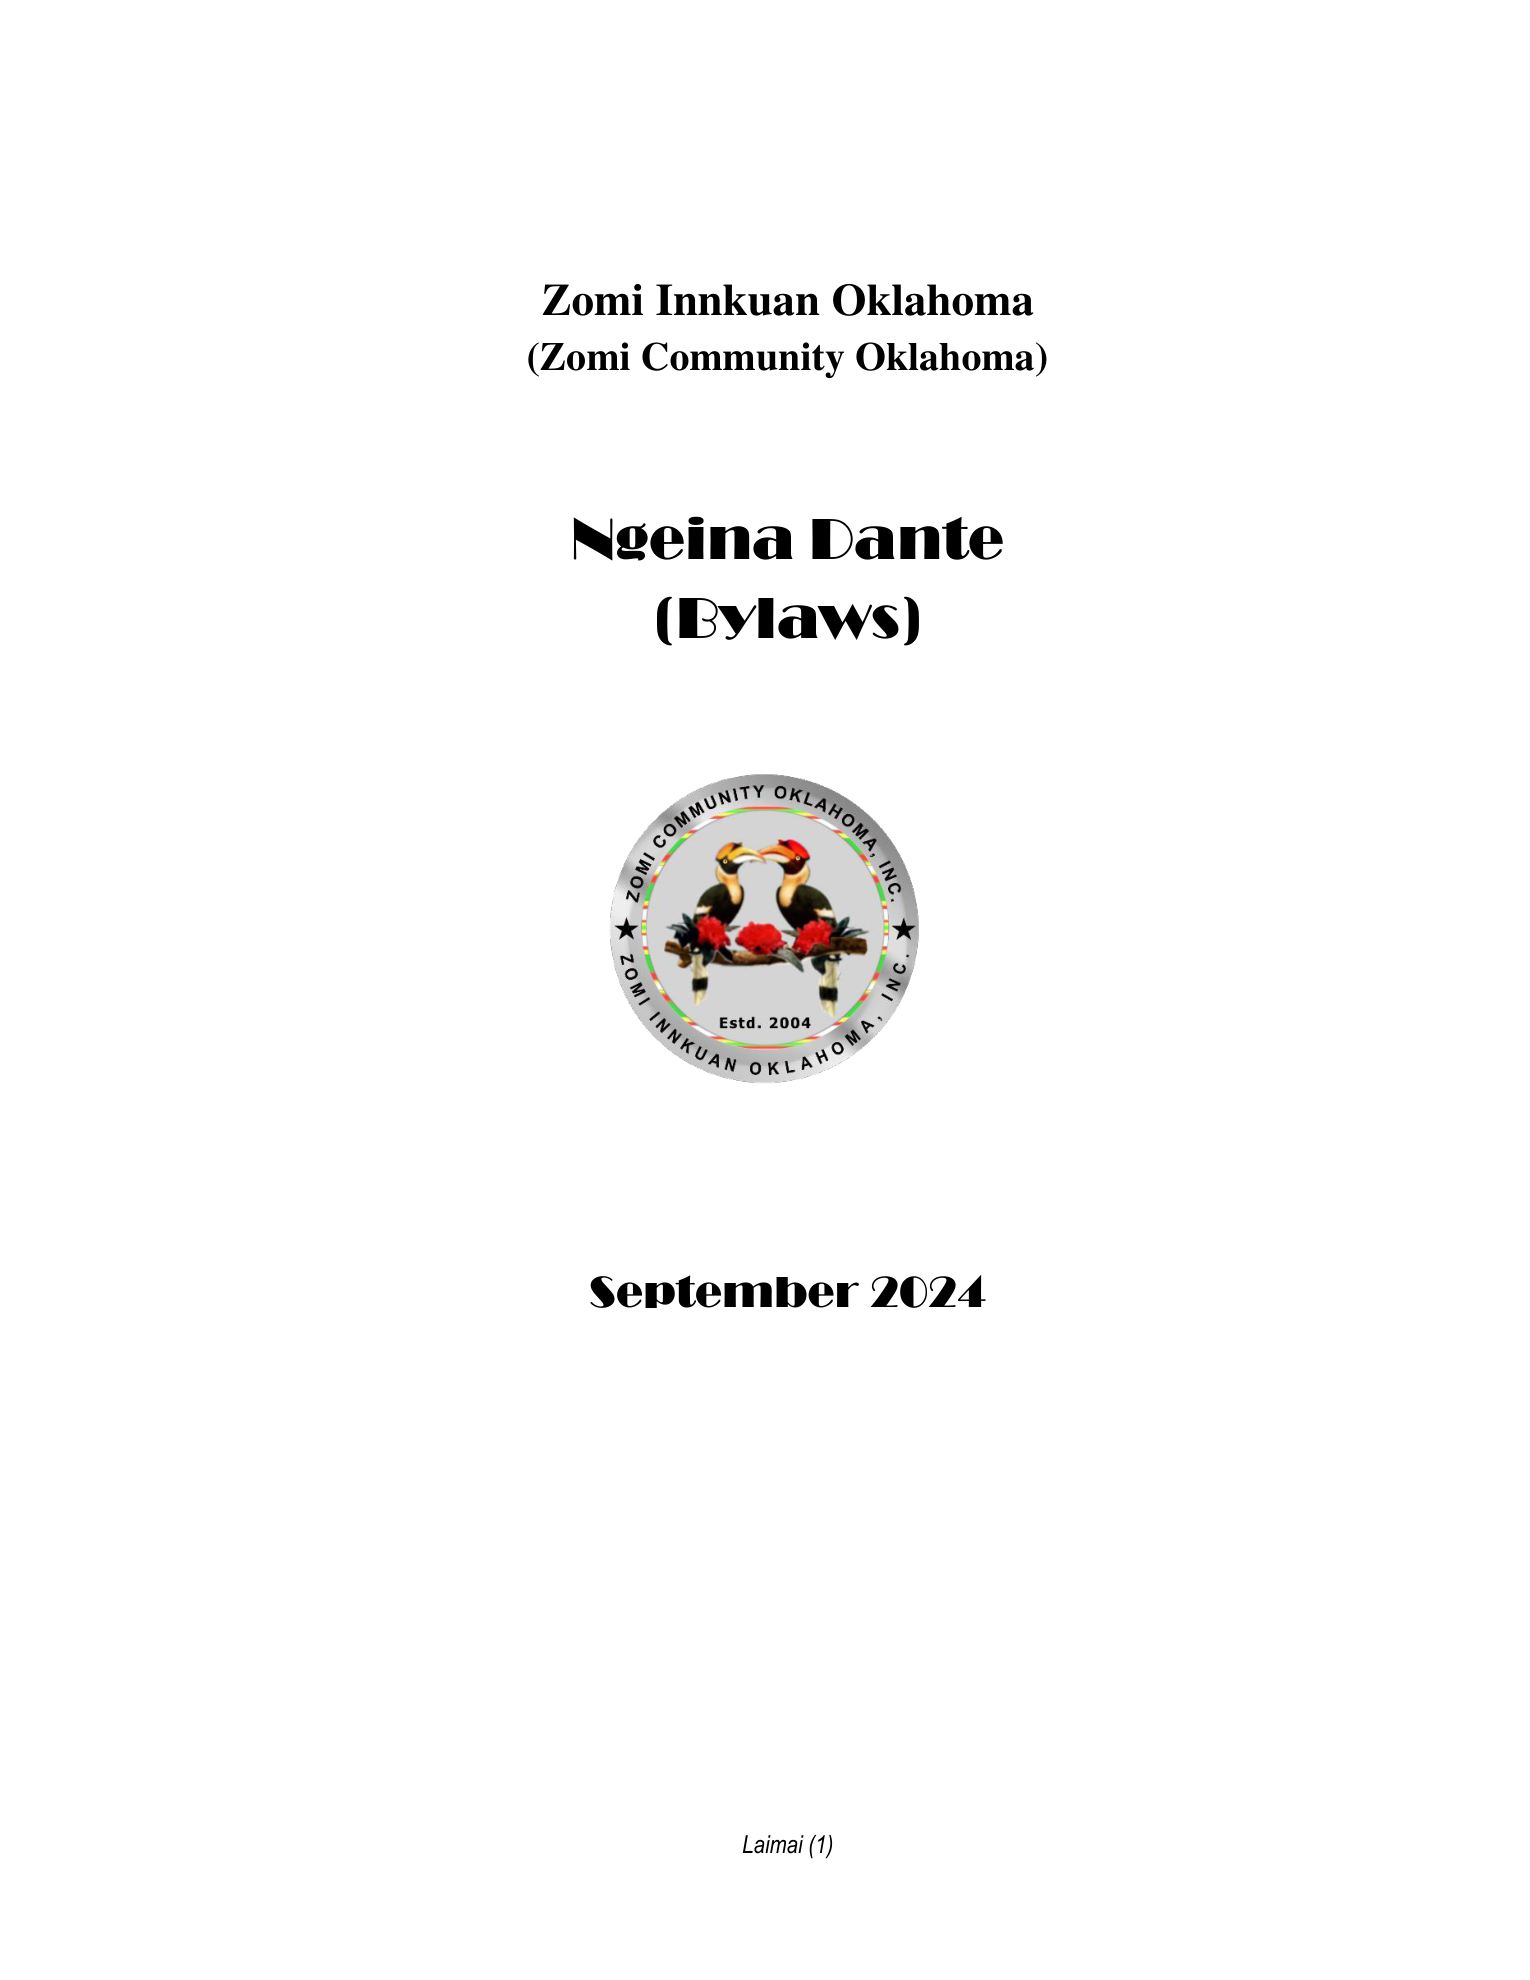 Zomi Innkuan Oklahoma
(Zomi Community Oklahoma)
Ngeina Dante
(Bylaws)
ZOMI COMMUNITY OKLAHOMA, INC.
Estd. 2004
ZOMI INNKUAN OKLAHOMA, INC.
September 2024
Laimai (1)